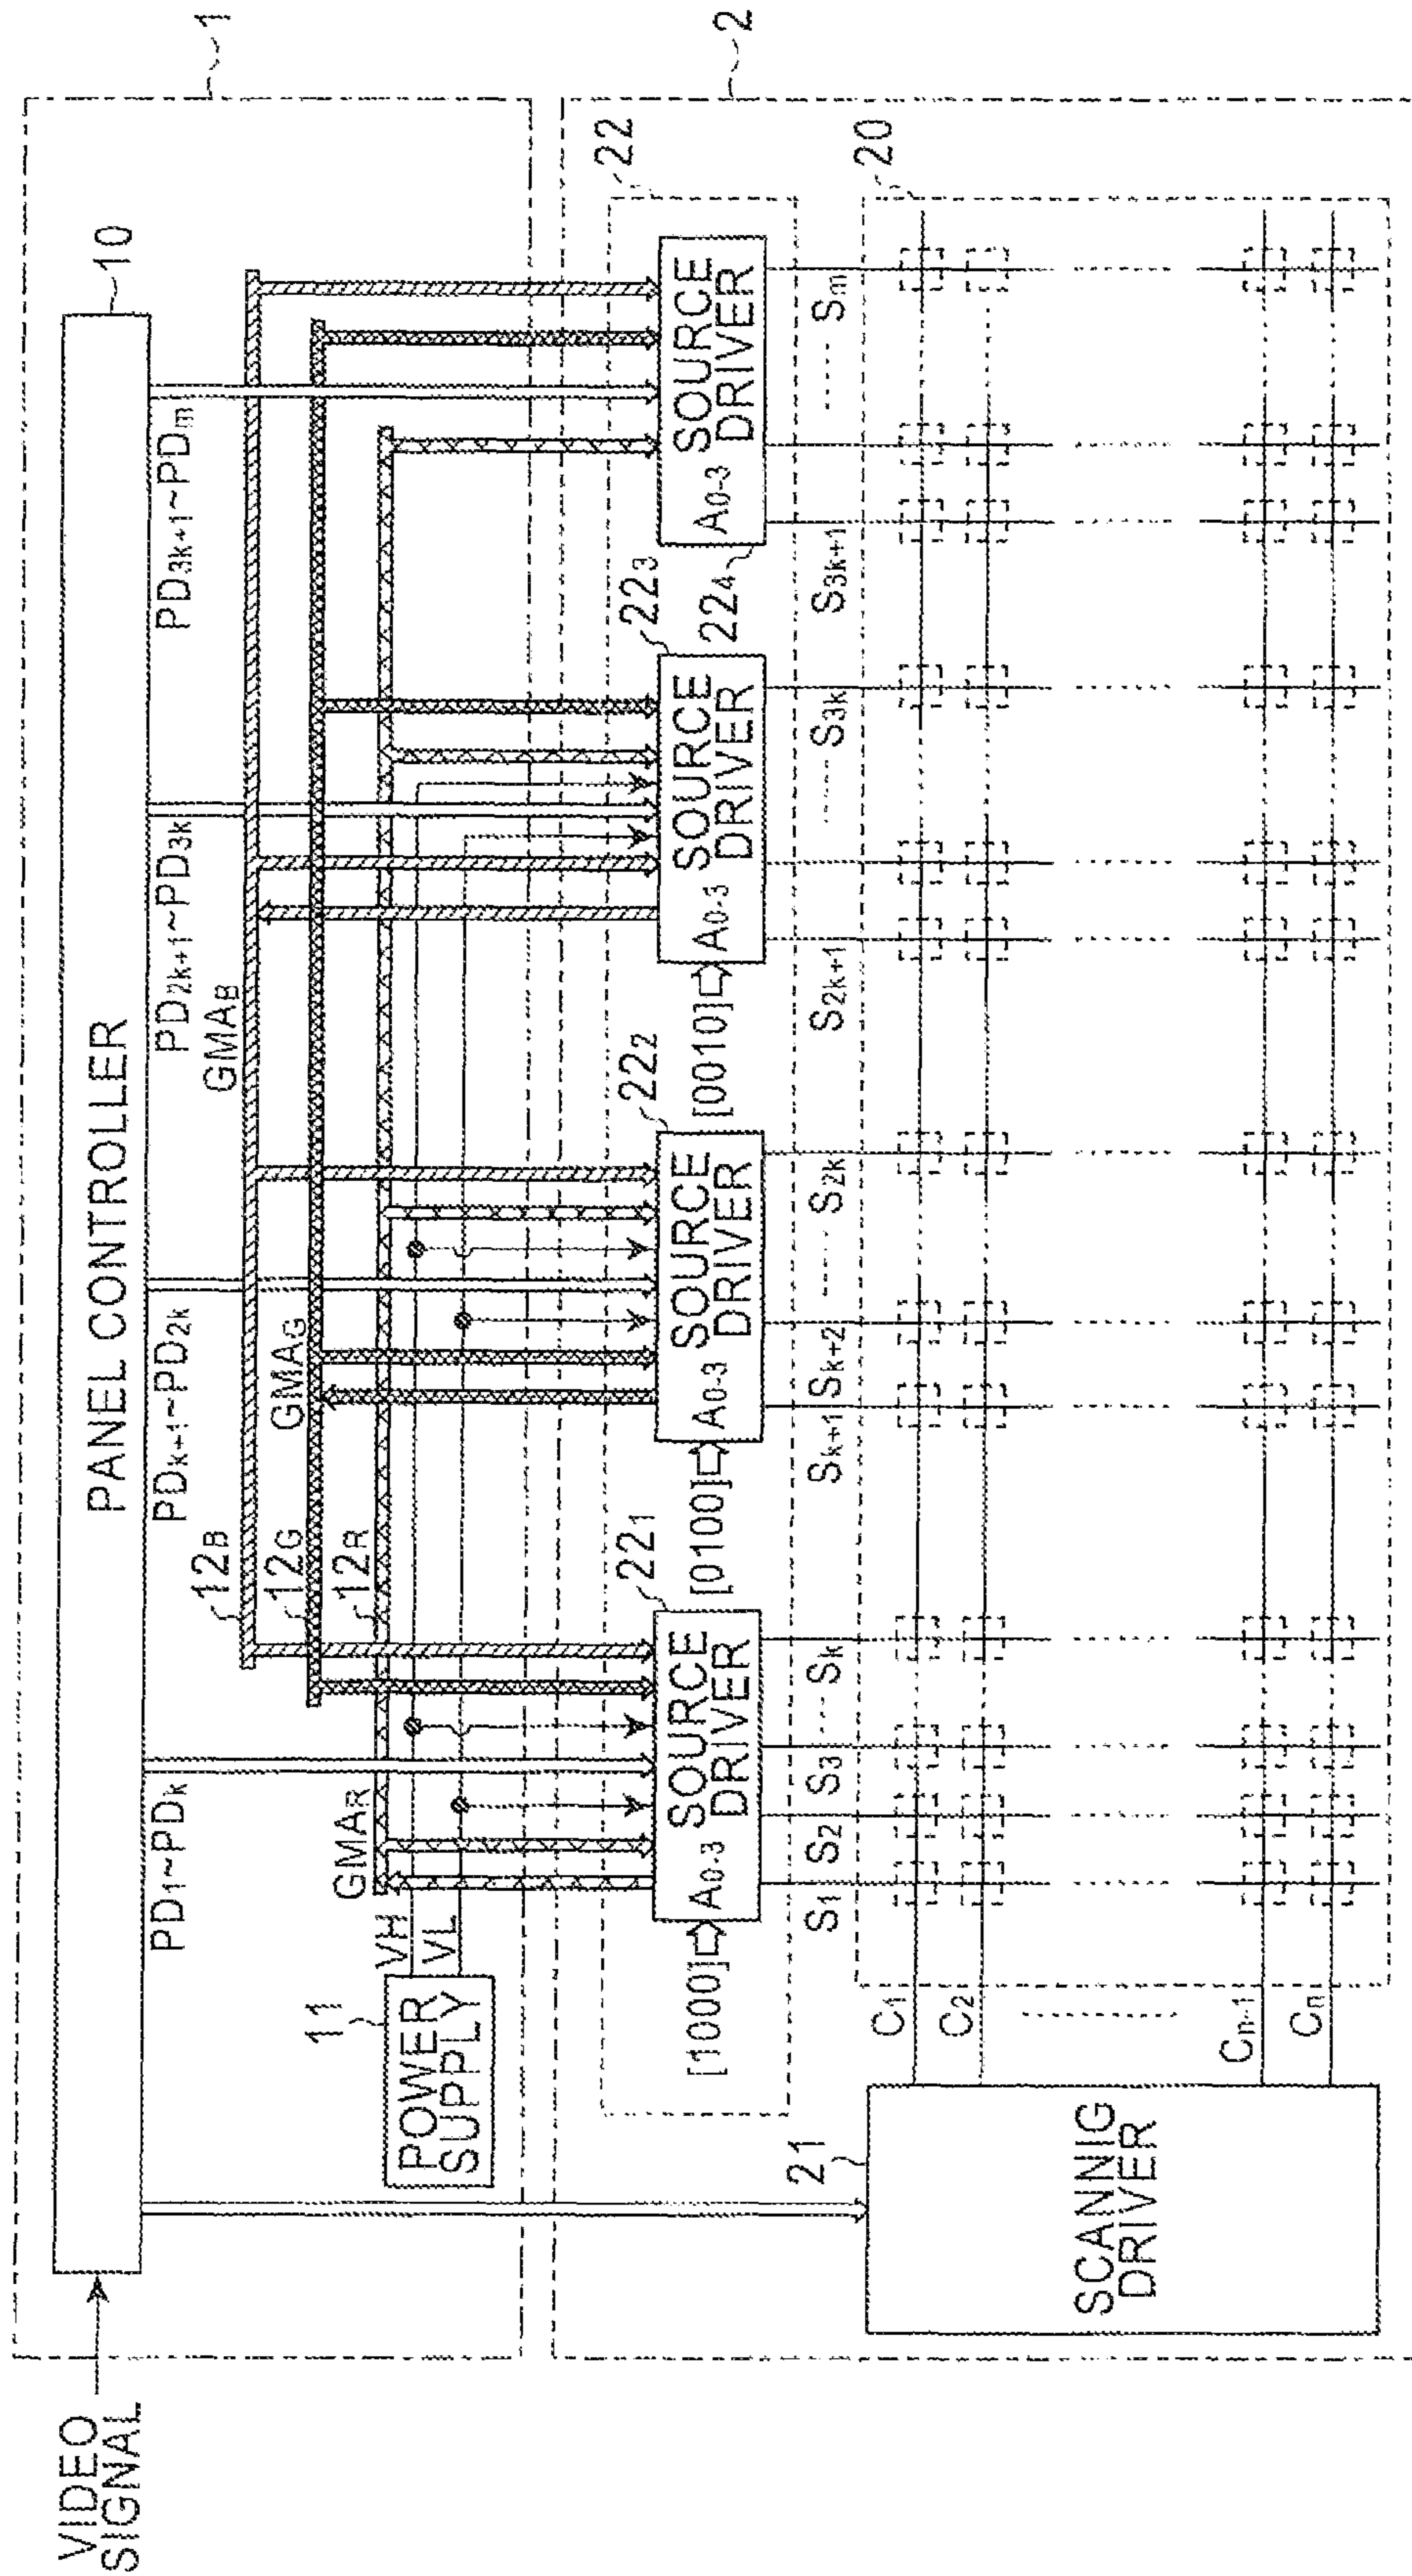 VIDEO
SIGNAL
PANEL CONTROLLER
10
1
PD1~PDk
PDk+1~PD2k
PD2k+1~PD3k
PD3k+1~PDm
12B
GMAB
12G
GMAG
12R
GMAR
11
POWER
SUPPLY
VH
VL
2
22
221
222
223
224
[1000]
A0-3
SOURCE
DRIVER
[0100]
A0-3
SOURCE
DRIVER
[0010]
A0-3
SOURCE
DRIVER
A0-3
SOURCE
DRIVER
S1 S2 S3 ---- Sk
Sk+1 Sk+2 ----- S2k
S2k+1 ----- S3k
S3k+1 ----- Sm
20
21
SCANNIG
DRIVER
C1
C2
Cn-1
Cn